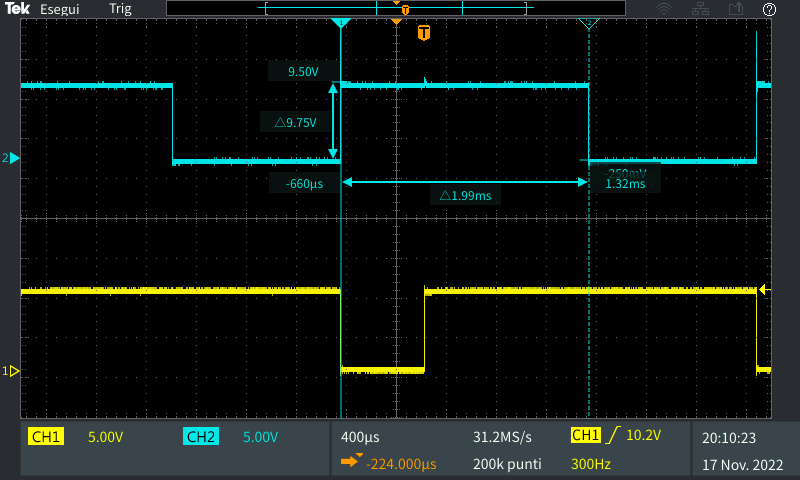 Tek Esegui Trig
T
?
1 2
T
9.50V
△9.75V
2
-660µs
-250mV
1.32ms
△1.99ms
1
CH1 5.00V CH2 5.00V 400µs 31.2MS/s CH1 10.2V 20:10:23
-224.000µs 200k punti 300Hz 17 Nov. 2022